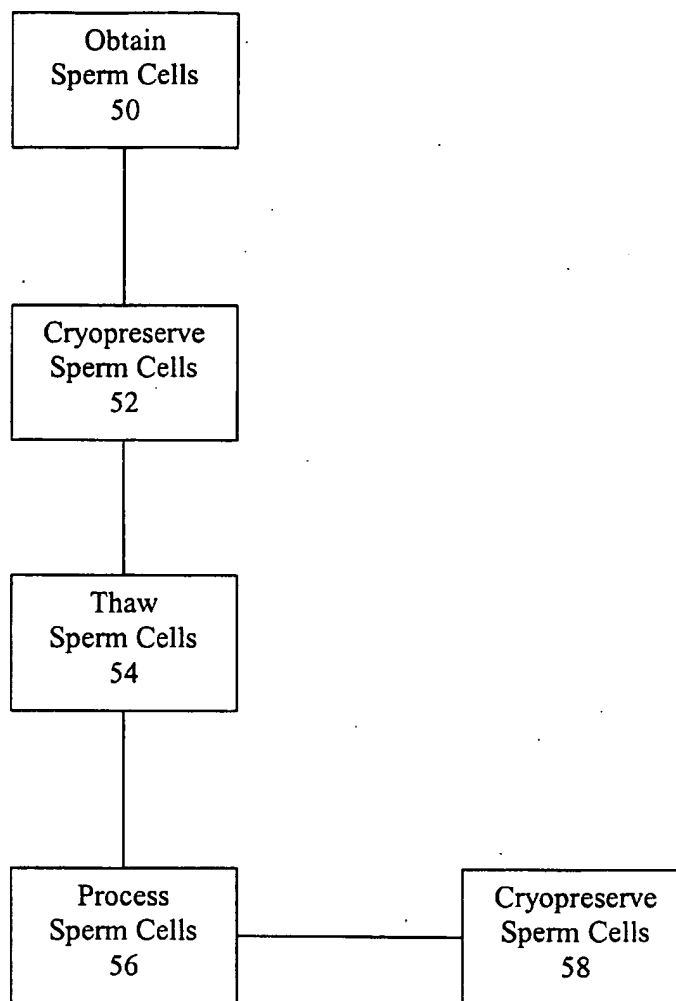 Obtain
Sperm Cells
50
Cryopreserve
Sperm Cells
52
Thaw
Sperm Cells
54
Process
Sperm Cells
56
Cryopreserve
Sperm Cells
58